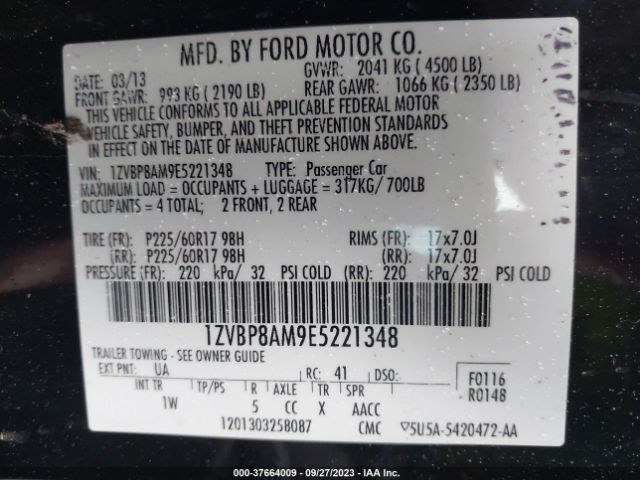 MFD. BY FORD MOTOR CO.
DATE: 03/13 GVWR: 2041 KG ( 4500 LB)
FRONT GAWR: 993 KG ( 2190 LB) REAR GAWR: 1066 KG ( 2350 LB)
THIS VEHICLE CONFORMS TO ALL APPLICABLE FEDERAL MOTOR
VEHICLE SAFETY, BUMPER, AND THEFT PREVENTION STANDARDS
IN EFFECT ON THE DATE OF MANUFACTURE SHOWN ABOVE.
VIN: 1ZVBP8AM9E5221348 TYPE: Passenger Car
MAXIMUM LOAD = OCCUPANTS + LUGGAGE = 317KG/ 700LB
OCCUPANTS = 4 TOTAL; 2 FRONT, 2 REAR
TIRE (FR): P225/60R17 98H RIMS (FR): 17x7.0J
(RR): P225/60R17 98H (RR): 17x7.0J
PRESSURE (FR): 220 kPa/ 32 PSI COLD (RR): 220 kPa/ 32 PSI COLD
1ZVBP8AM9E5221348
TRAILER TOWING - SEE OWNER GUIDE
EXT PNT: UA RC: 41 DSO: F0116
INT TR TP/PS R AXLE TR SPR R0148
1W 5 CC X AACC
1201303258087 CMC ▽5U5A-5420472-AA
000-37664009 - 09/27/2023 - IAA Inc.